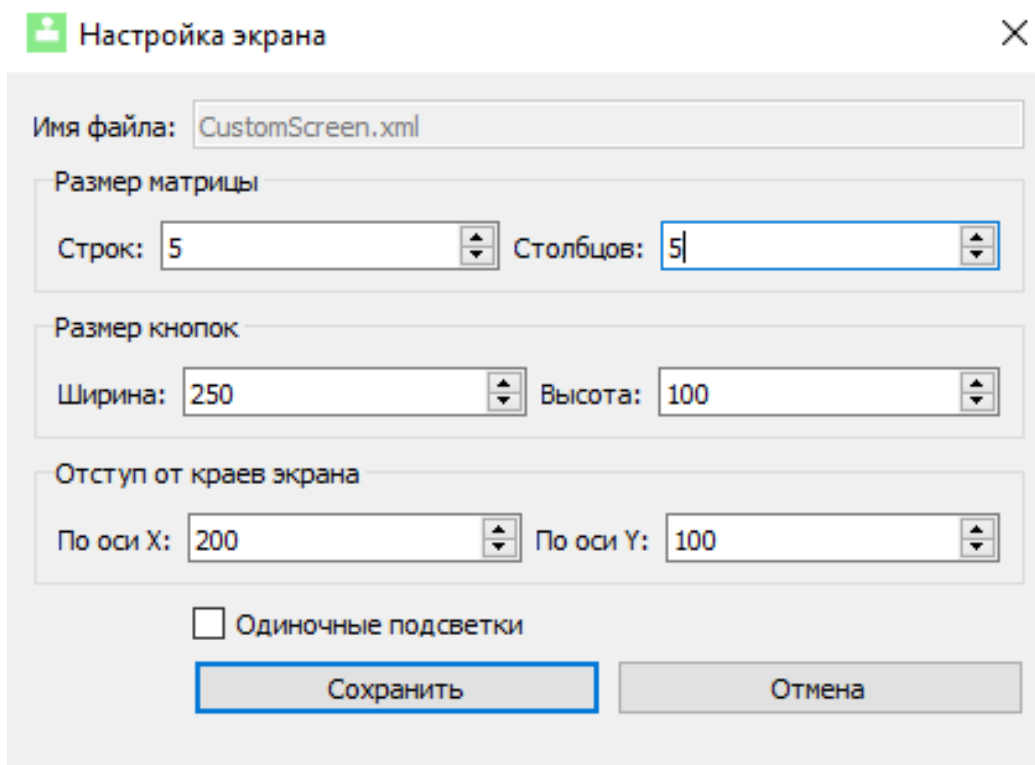 Настройка экрана
Имя файла: CustomScreen.xml
Размер матрицы
Строк: 5 Столбцов: 5
Размер кнопок
Ширина: 250 Высота: 100
Отступ от краев экрана
По оси X: 200 По оси Y: 100
Одиночные подсветки
Сохранить Отмена